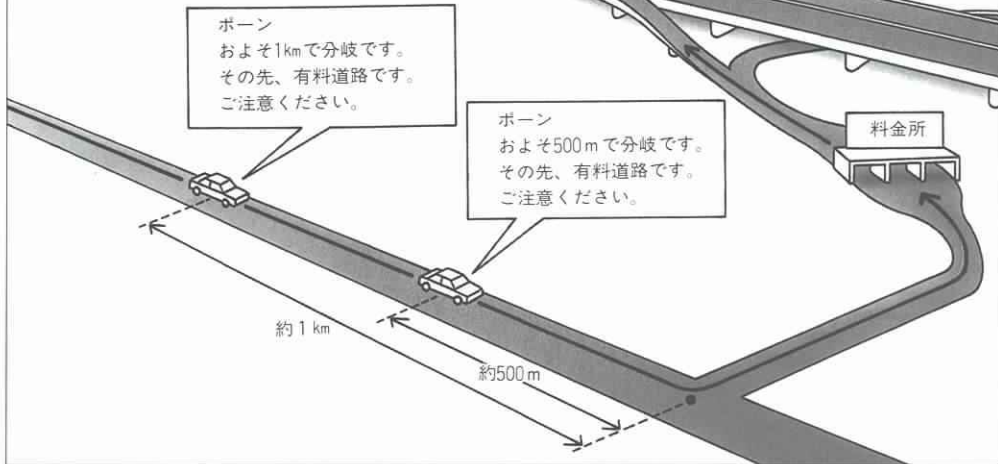 ポーン
およそ1kmで分岐です。
その先、有料道路です。
ご注意ください。
ポーン
およそ500mで分岐です。
その先、有料道路です。
ご注意ください。
料金所
約1km
約500m